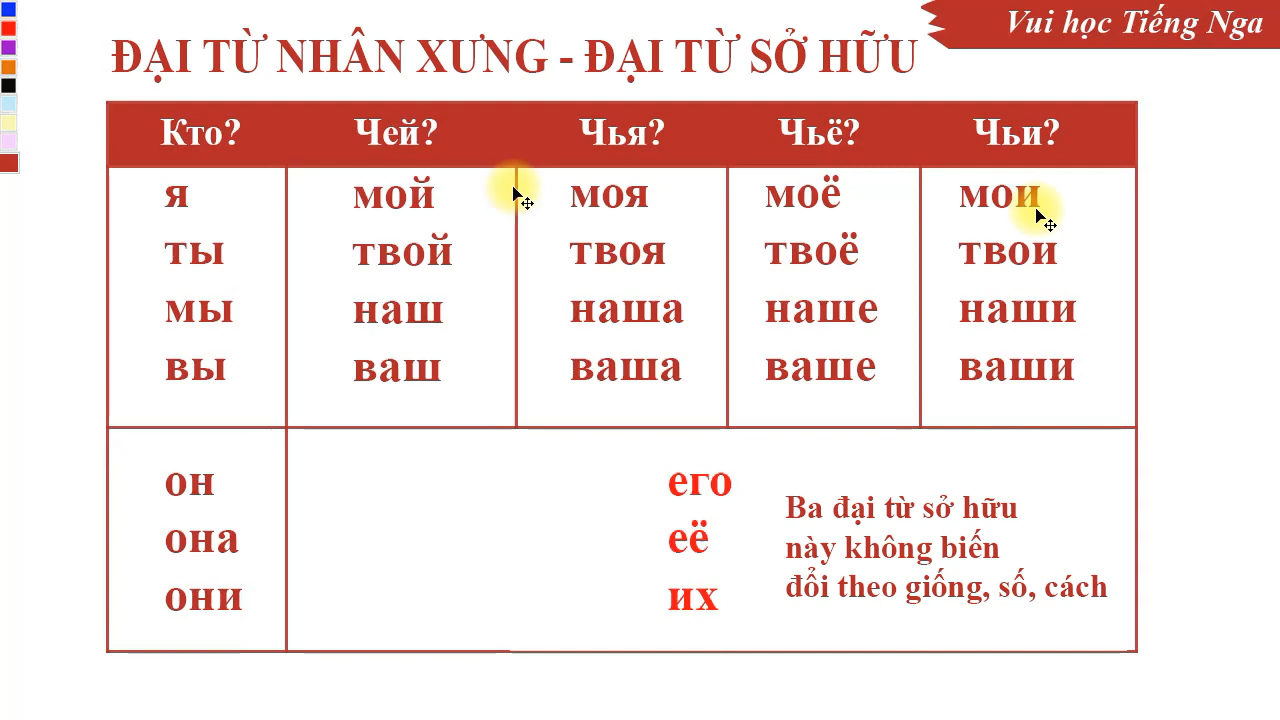 Vui học Tiếng Nga
ĐẠI TỪ NHÂN XƯNG - ĐẠI TỪ SỞ HỮU
Кто? Чей? Чья? Чьё? Чьи?
я мой моя моё мои
ты твой твоя твоё твои
мы наш наша наше наши
вы ваш ваша ваше ваши
он его
она её
они их
Ba đại từ sở hữu
này không biến
đổi theo giống, số, cách